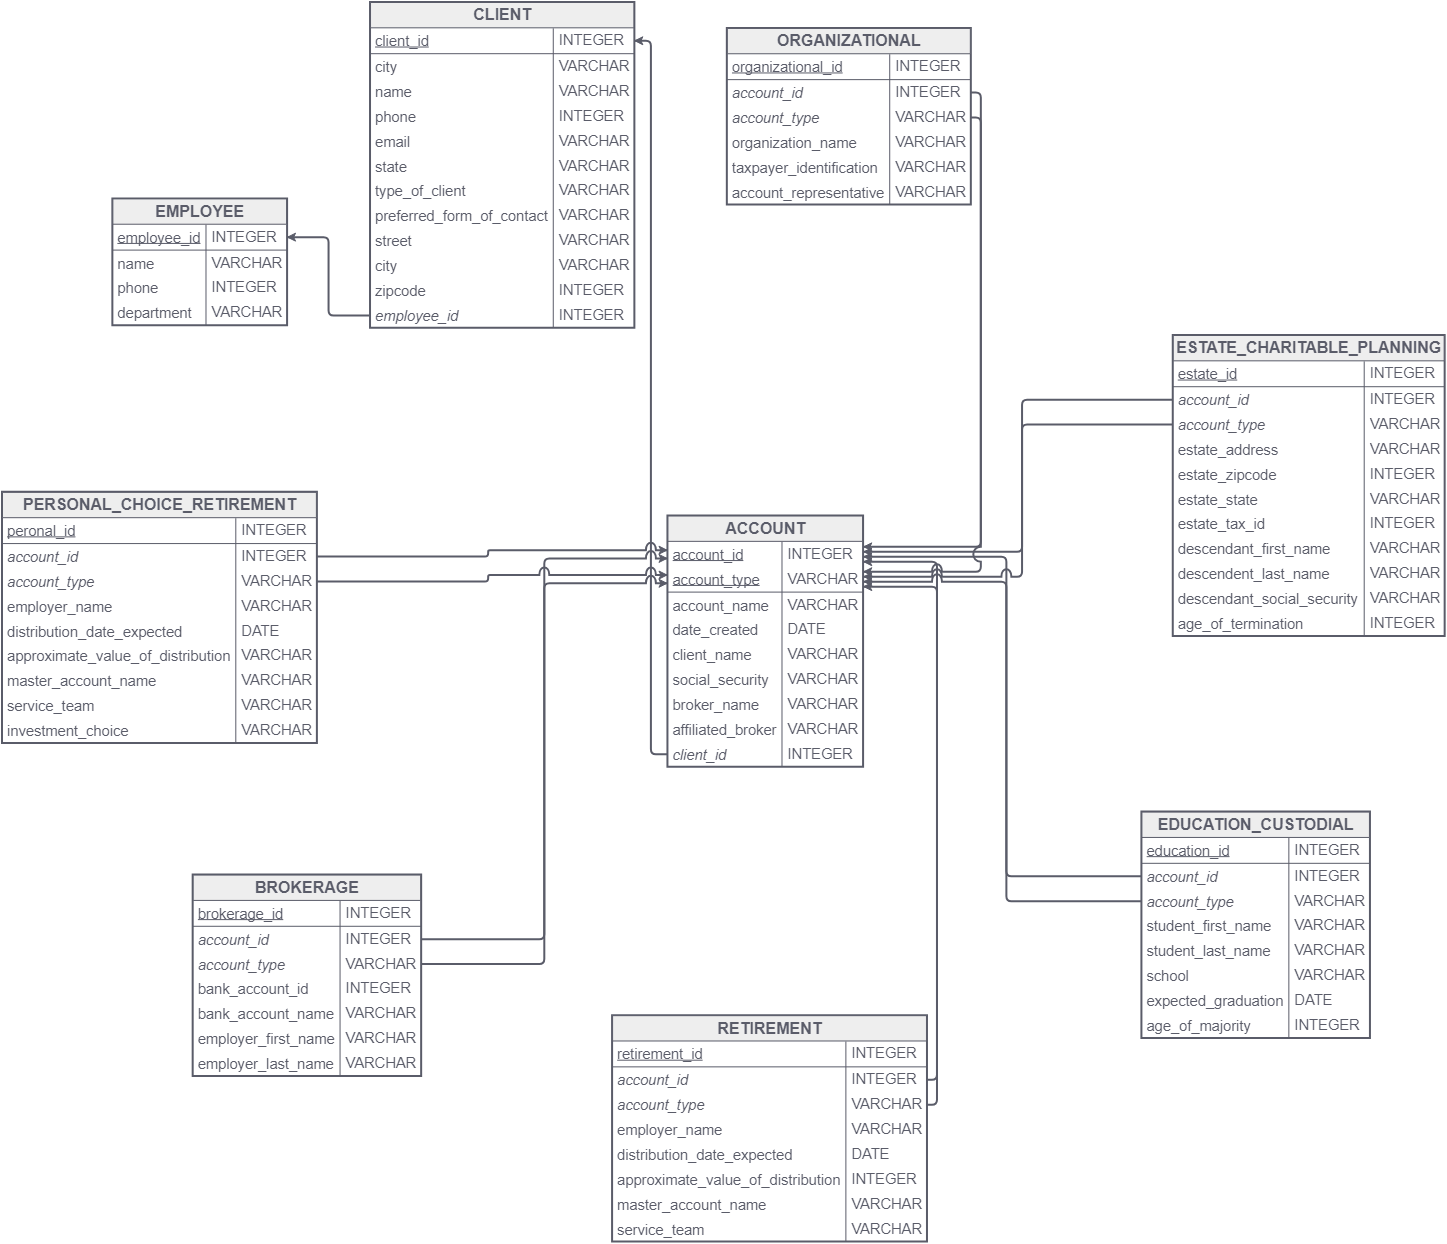 CLIENT
client_id INTEGER
city VARCHAR
name VARCHAR
phone INTEGER
email VARCHAR
state VARCHAR
type_of_client VARCHAR
preferred_form_of_contact VARCHAR
street VARCHAR
city VARCHAR
zipcode INTEGER
employee_id INTEGER
ORGANIZATIONAL
organizational_id INTEGER
account_id INTEGER
account_type VARCHAR
organization_name VARCHAR
taxpayer_identification VARCHAR
account_representative VARCHAR
EMPLOYEE
employee_id INTEGER
name VARCHAR
phone INTEGER
department VARCHAR
ESTATE_CHARITABLE_PLANNING
estate_id INTEGER
account_id INTEGER
account_type VARCHAR
estate_address VARCHAR
estate_zipcode INTEGER
estate_state VARCHAR
estate_tax_id INTEGER
descendant_first_name VARCHAR
descendent_last_name VARCHAR
descendant_social_security VARCHAR
age_of_termination INTEGER
PERSONAL_CHOICE_RETIREMENT
peronal_id INTEGER
account_id INTEGER
account_type VARCHAR
employer_name VARCHAR
distribution_date_expected DATE
approximate_value_of_distribution VARCHAR
master_account_name VARCHAR
service_team VARCHAR
investment_choice VARCHAR
ACCOUNT
account_id INTEGER
account_type VARCHAR
account_name VARCHAR
date_created DATE
client_name VARCHAR
social_security VARCHAR
broker_name VARCHAR
affiliated_broker VARCHAR
client_id INTEGER
EDUCATION_CUSTODIAL
education_id INTEGER
account_id INTEGER
account_type VARCHAR
student_first_name VARCHAR
student_last_name VARCHAR
school VARCHAR
expected_graduation DATE
age_of_majority INTEGER
BROKERAGE
brokerage_id INTEGER
account_id INTEGER
account_type VARCHAR
bank_account_id INTEGER
bank_account_name VARCHAR
employer_first_name VARCHAR
employer_last_name VARCHAR
RETIREMENT
retirement_id INTEGER
account_id INTEGER
account_type VARCHAR
employer_name VARCHAR
distribution_date_expected DATE
approximate_value_of_distribution INTEGER
master_account_name VARCHAR
service_team VARCHAR